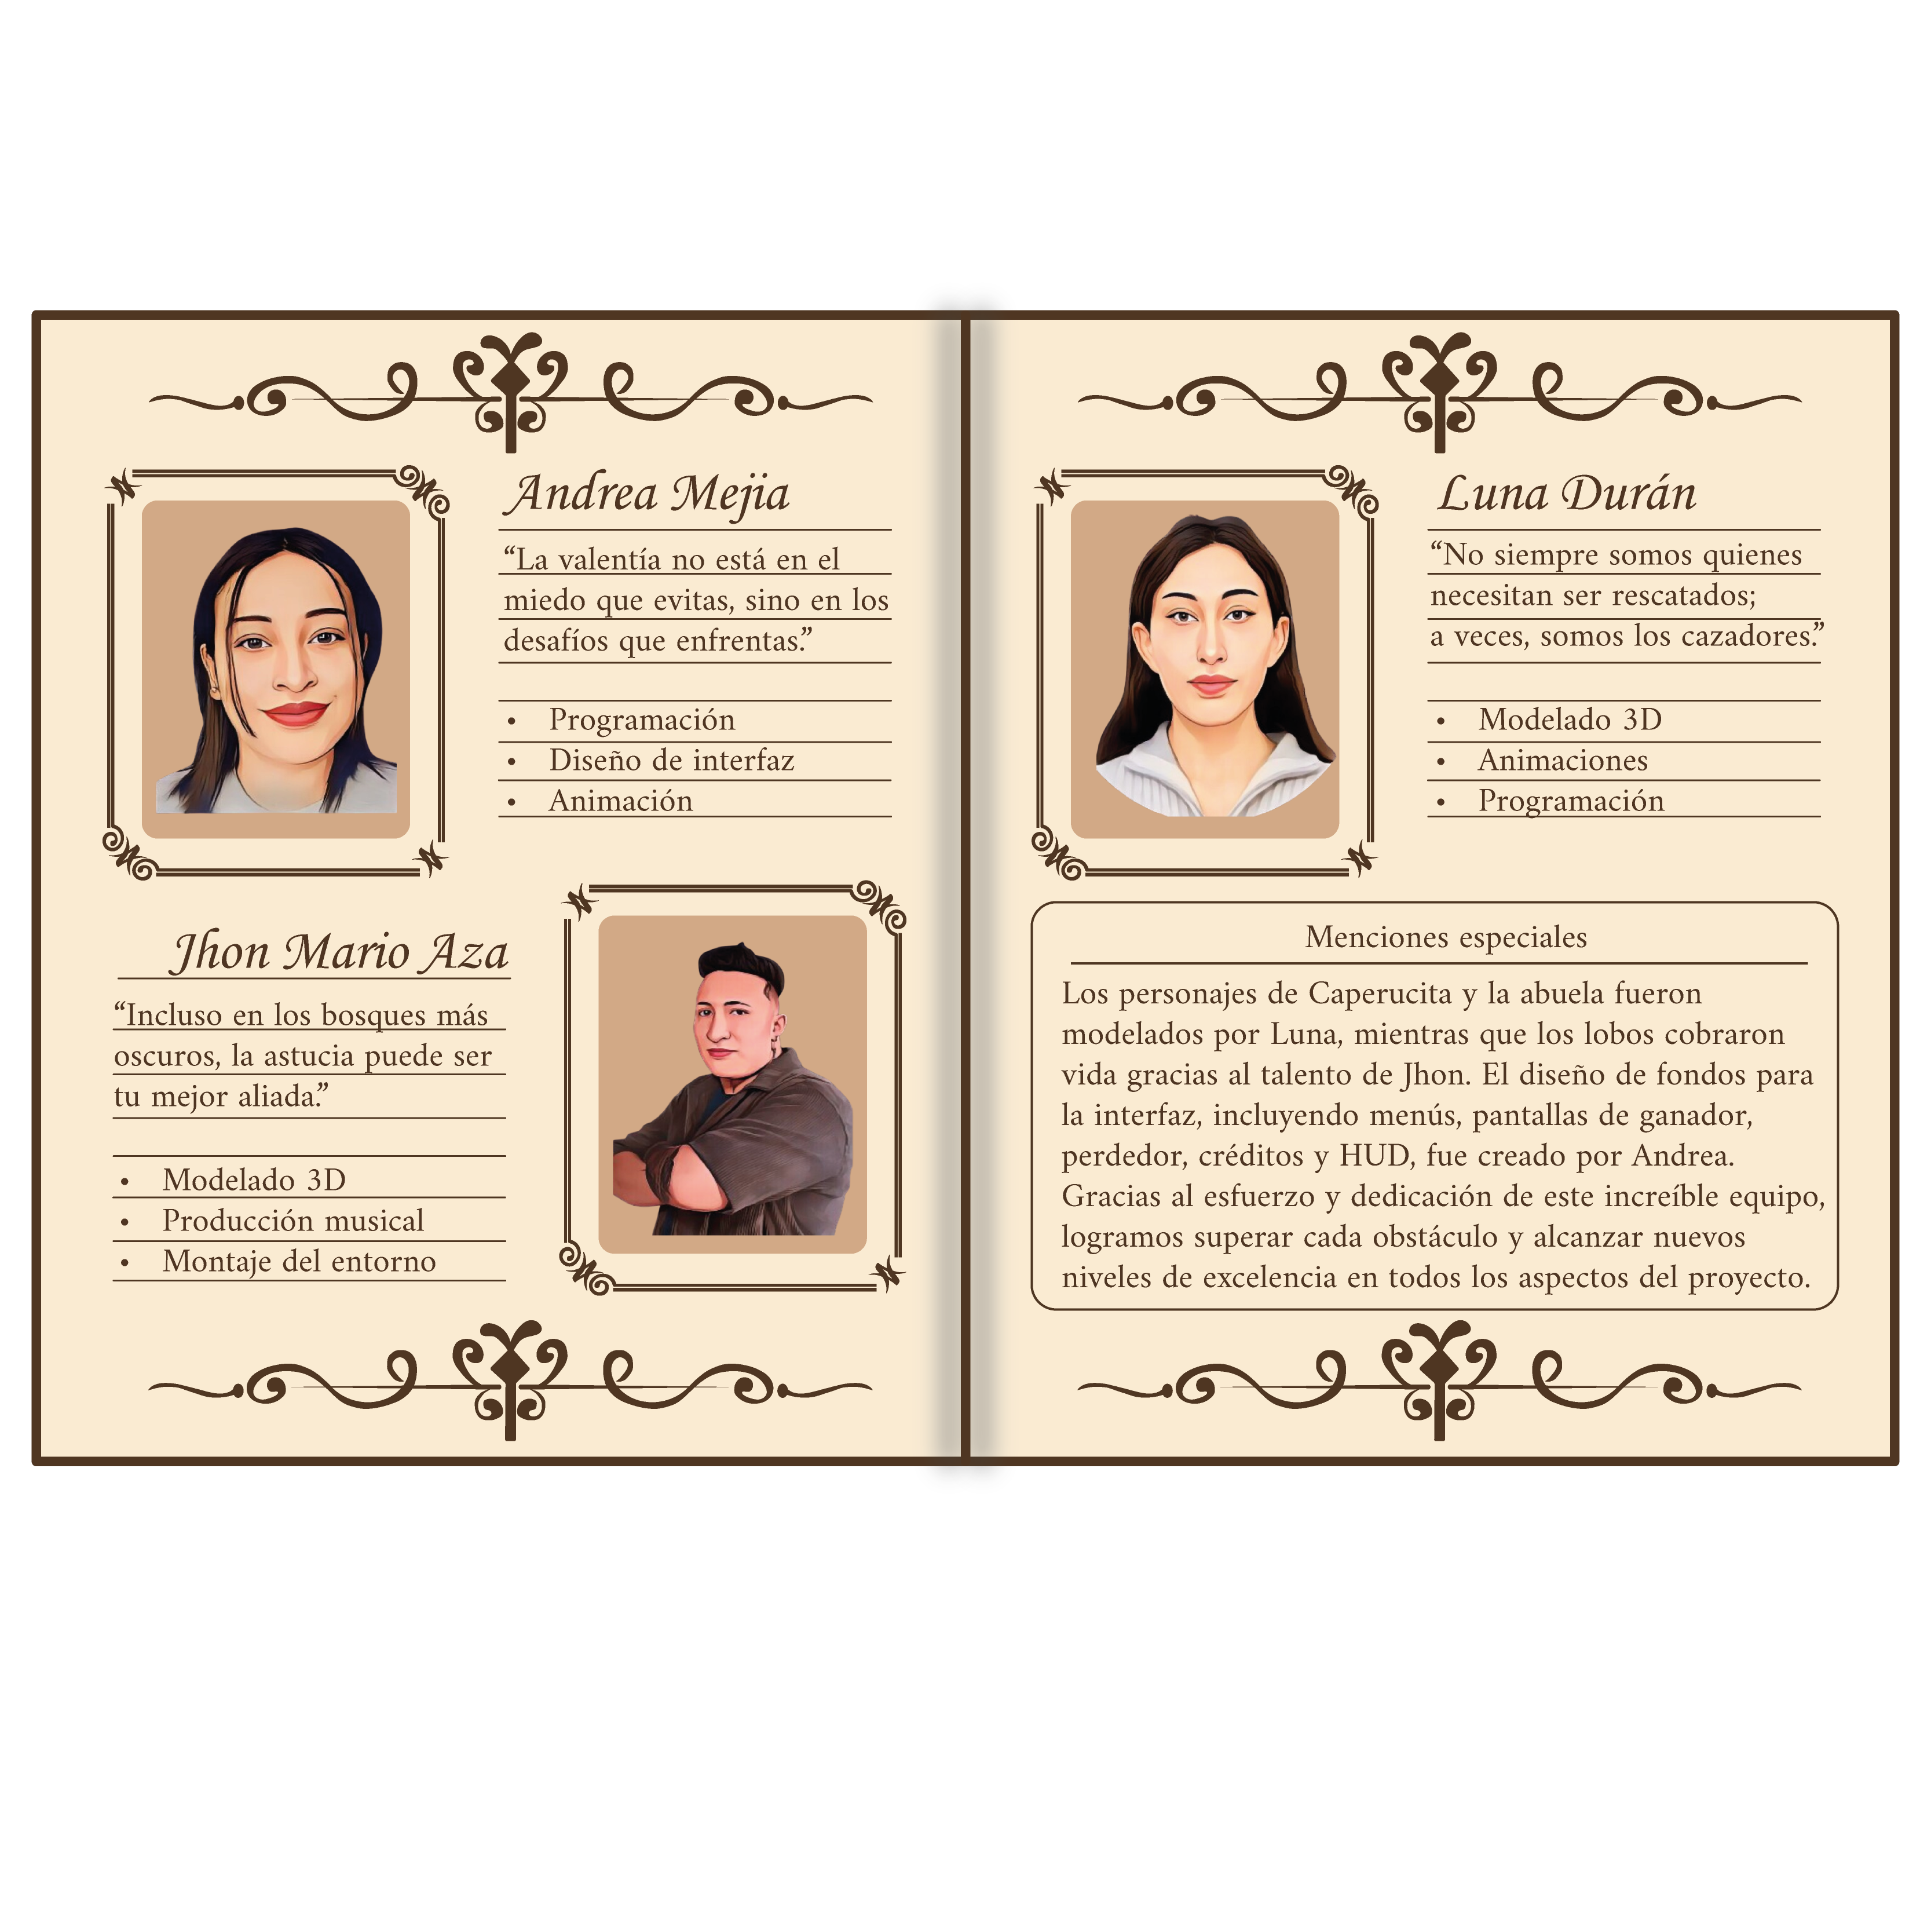 Andrea Mejia
“La valentía no está en el
miedo que evitas, sino en los
desafíos que enfrentas.”
• Programación
• Diseño de interfaz
• Animación
Jhon Mario Aza
“Incluso en los bosques más
oscuros, la astucia puede ser
tu mejor aliada.”
• Modelado 3D
• Producción musical
• Montaje del entorno
Luna Durán
“No siempre somos quienes
necesitan ser rescatados;
a veces, somos los cazadores.”
• Modelado 3D
• Animaciones
• Programación
Menciones especiales
Los personajes de Caperucita y la abuela fueron
modelados por Luna, mientras que los lobos cobraron
vida gracias al talento de Jhon. El diseño de fondos para
la interfaz, incluyendo menús, pantallas de ganador,
perdedor, créditos y HUD, fue creado por Andrea.
Gracias al esfuerzo y dedicación de este increíble equipo,
logramos superar cada obstáculo y alcanzar nuevos
niveles de excelencia en todos los aspectos del proyecto.